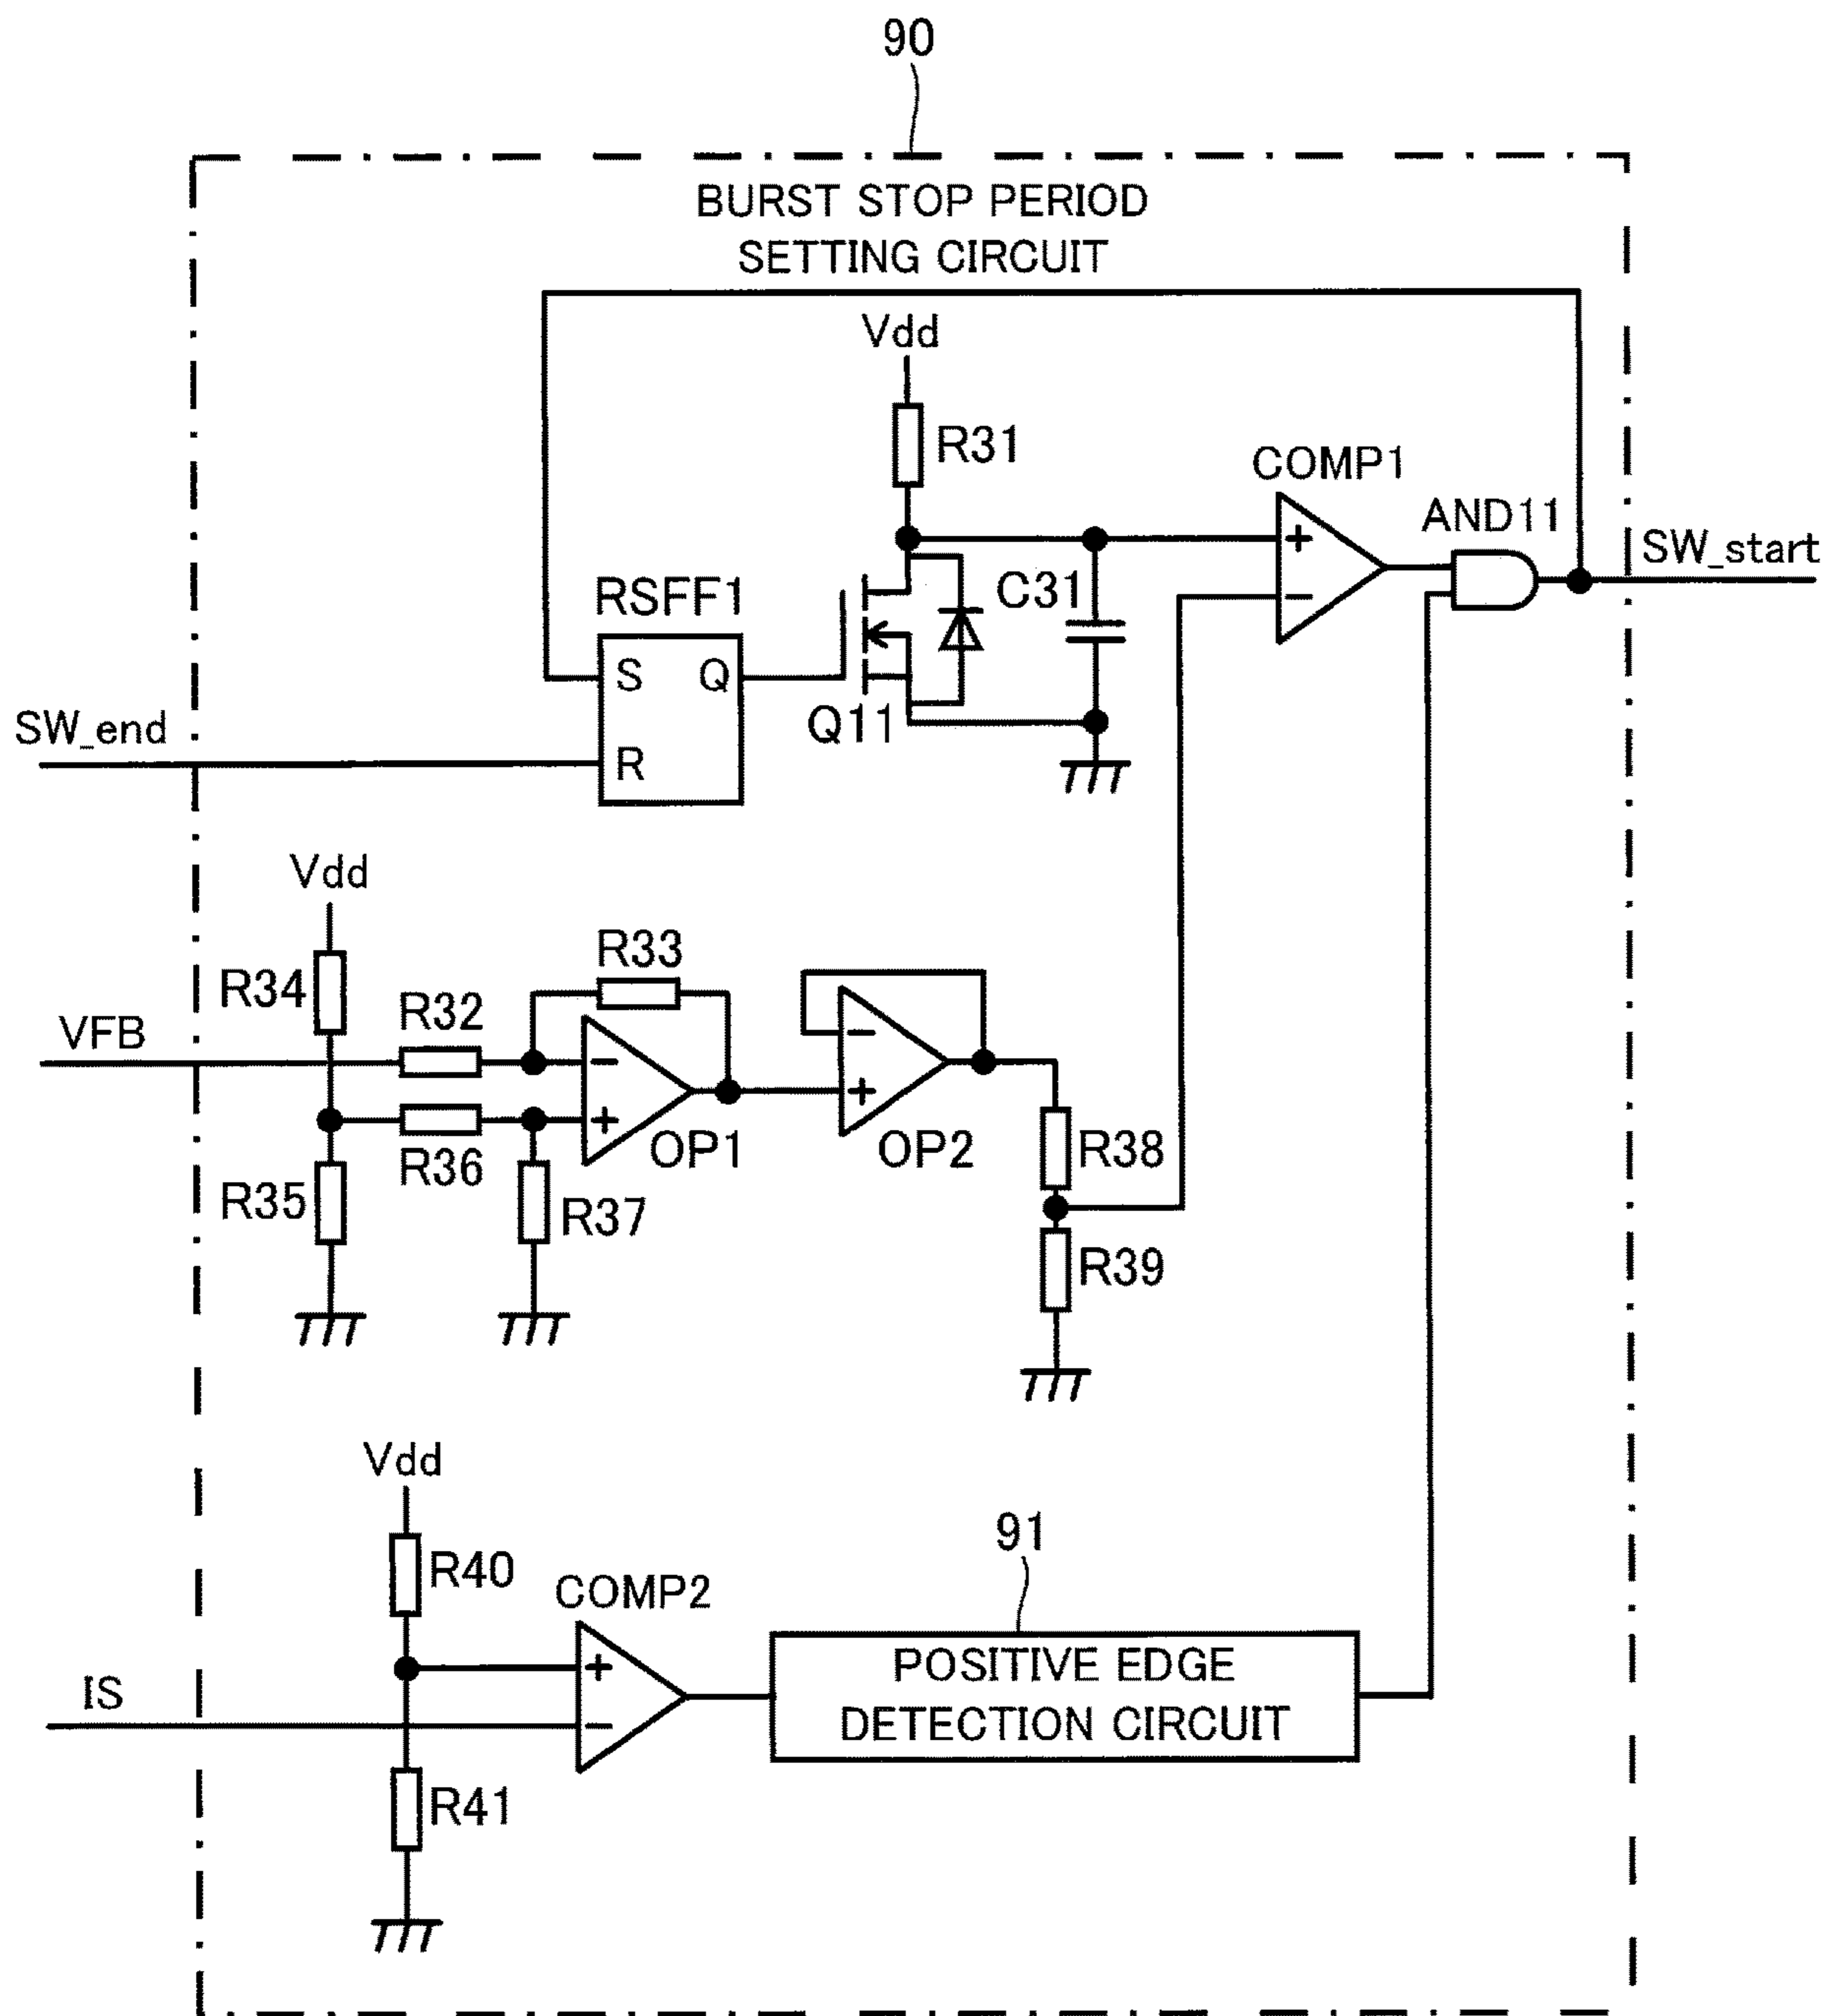 90
BURST STOP PERIOD
SETTING CIRCUIT
Vdd
R31
COMP1
AND11
SW_start
RSFF1
C31
S
Q
+
−
Q11
SW_end
R
Vdd
R33
R34
R32
VFB
−
−
+
+
R36
OP1
OP2
R38
R35
R37
R39
Vdd
R40
COMP2
91
+
POSITIVE EDGE
DETECTION CIRCUIT
IS
−
R41